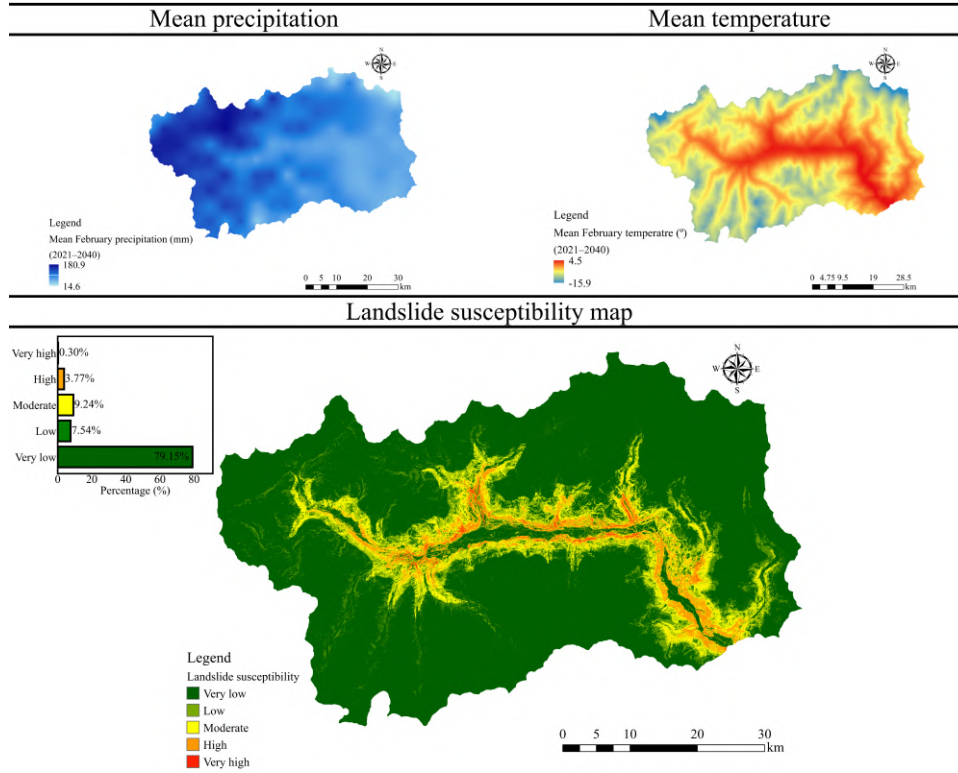 Mean precipitation
Mean temperature
N
W E
S
Legend
Mean February precipitation (mm)
(2021–2040)
180.9
14.6
0 5 10 20 30
km
N
W E
S
Legend
Mean February temperatre (º)
(2021–2040)
4.5
-15.9
0 4.75 9.5 19 28.5
km
Landslide susceptibility map
Very high 0.30%
High 3.77%
Moderate 9.24%
Low 7.54%
Very low 79.15%
0 20 40 60 80
Percentage (%)
N
W E
S
Legend
Landslide susceptibility
Very low
Low
Moderate
High
Very high
0 5 10 20 30
km